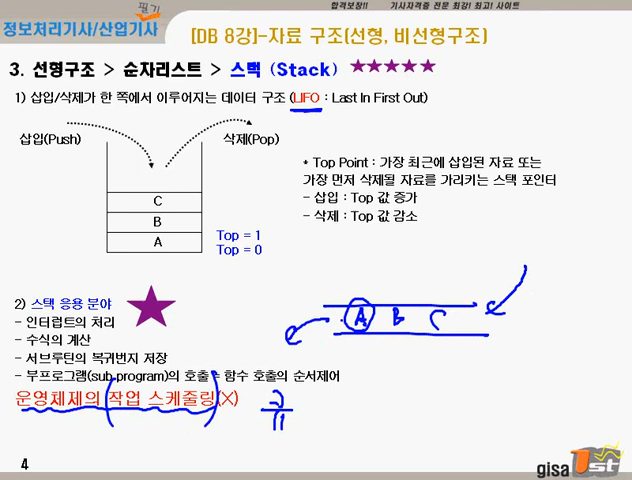 합격보장!! 기사자격증 전문 최강! 최고! 사이트
필기
정보처리기사/산업기사
[DB 8강]-자료 구조(선형, 비선형구조)
3. 선형구조 > 순차리스트 > 스택 (Stack) ★★★★★
1) 삽입/삭제가 한 쪽에서 이루어지는 데이터 구조 (LIFO : Last In First Out)
삽입(Push)
삭제(Pop)
C
B
A
Top = 1
Top = 0
* Top Point : 가장 최근에 삽입된 자료 또는
가장 먼저 삭제될 자료를 가리키는 스택 포인터
- 삽입 : Top 값 증가
- 삭제 : Top 값 감소
2) 스택 응용 분야
- 인터럽트의 처리
- 수식의 계산
- 서브루틴의 복귀번지 저장
- 부프로그램(sub program)의 호출 = 함수 호출의 순서제어
운영체제의 작업 스케줄링(X)
A B C
4
gisa 1st